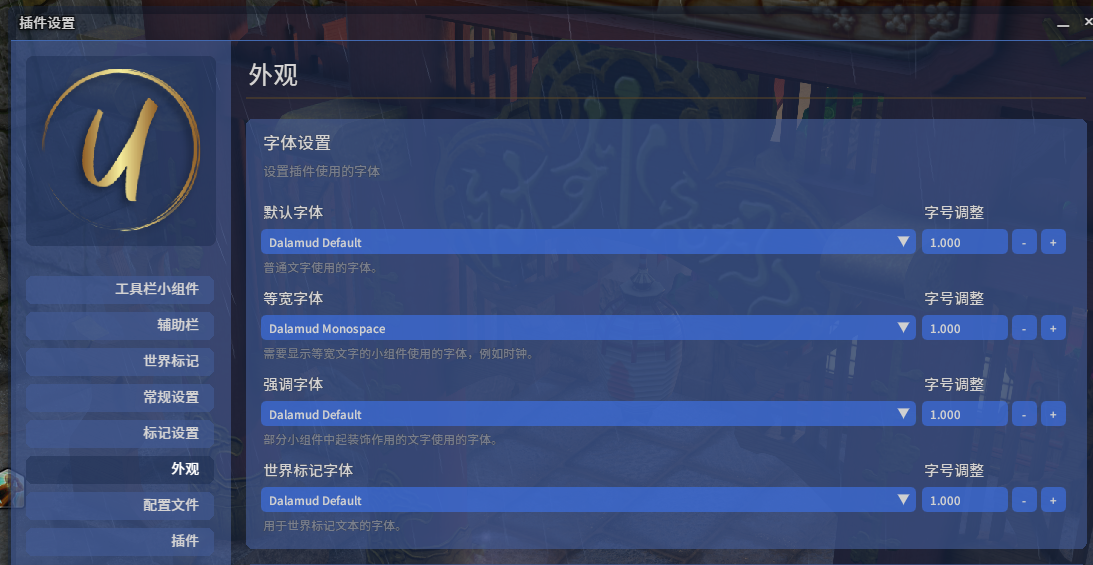 插件设置
外观
字体设置
设置插件使用的字体
默认字体
字号调整
Dalamud Default
1.000
-
+
普通文字使用的字体。
等宽字体
字号调整
Dalamud Monospace
1.000
-
+
需要显示等宽文字的小组件使用的字体，例如时钟。
强调字体
字号调整
Dalamud Default
1.000
-
+
部分小组件中起装饰作用的文字使用的字体。
世界标记字体
字号调整
Dalamud Default
1.000
-
+
用于世界标记文本的字体。
u
工具栏小组件
辅助栏
世界标记
常规设置
标记设置
外观
配置文件
插件